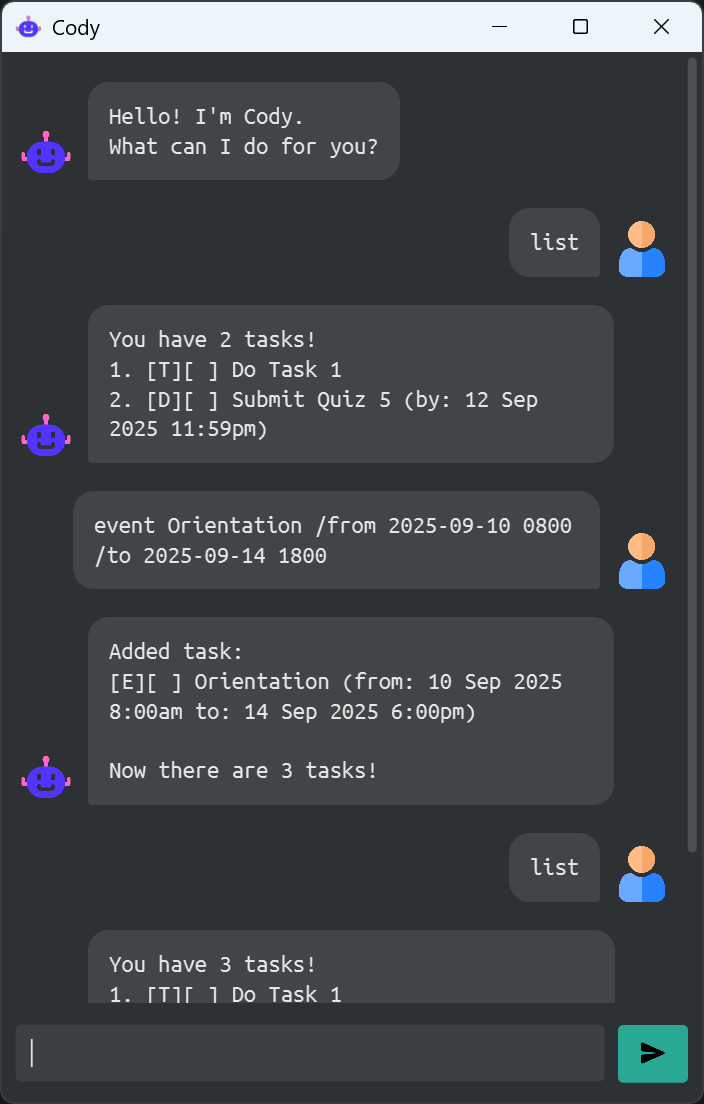 Cody
Hello! I'm Cody.
What can I do for you?
list
You have 2 tasks!
1. [T][ ] Do Task 1
2. [D][ ] Submit Quiz 5 (by: 12 Sep
2025 11:59pm)
event Orientation /from 2025-09-10 0800
/to 2025-09-14 1800
Added task:
[E][ ] Orientation (from: 10 Sep 2025
8:00am to: 14 Sep 2025 6:00pm)
Now there are 3 tasks!
list
You have 3 tasks!
1. [T][ ] Do Task 1